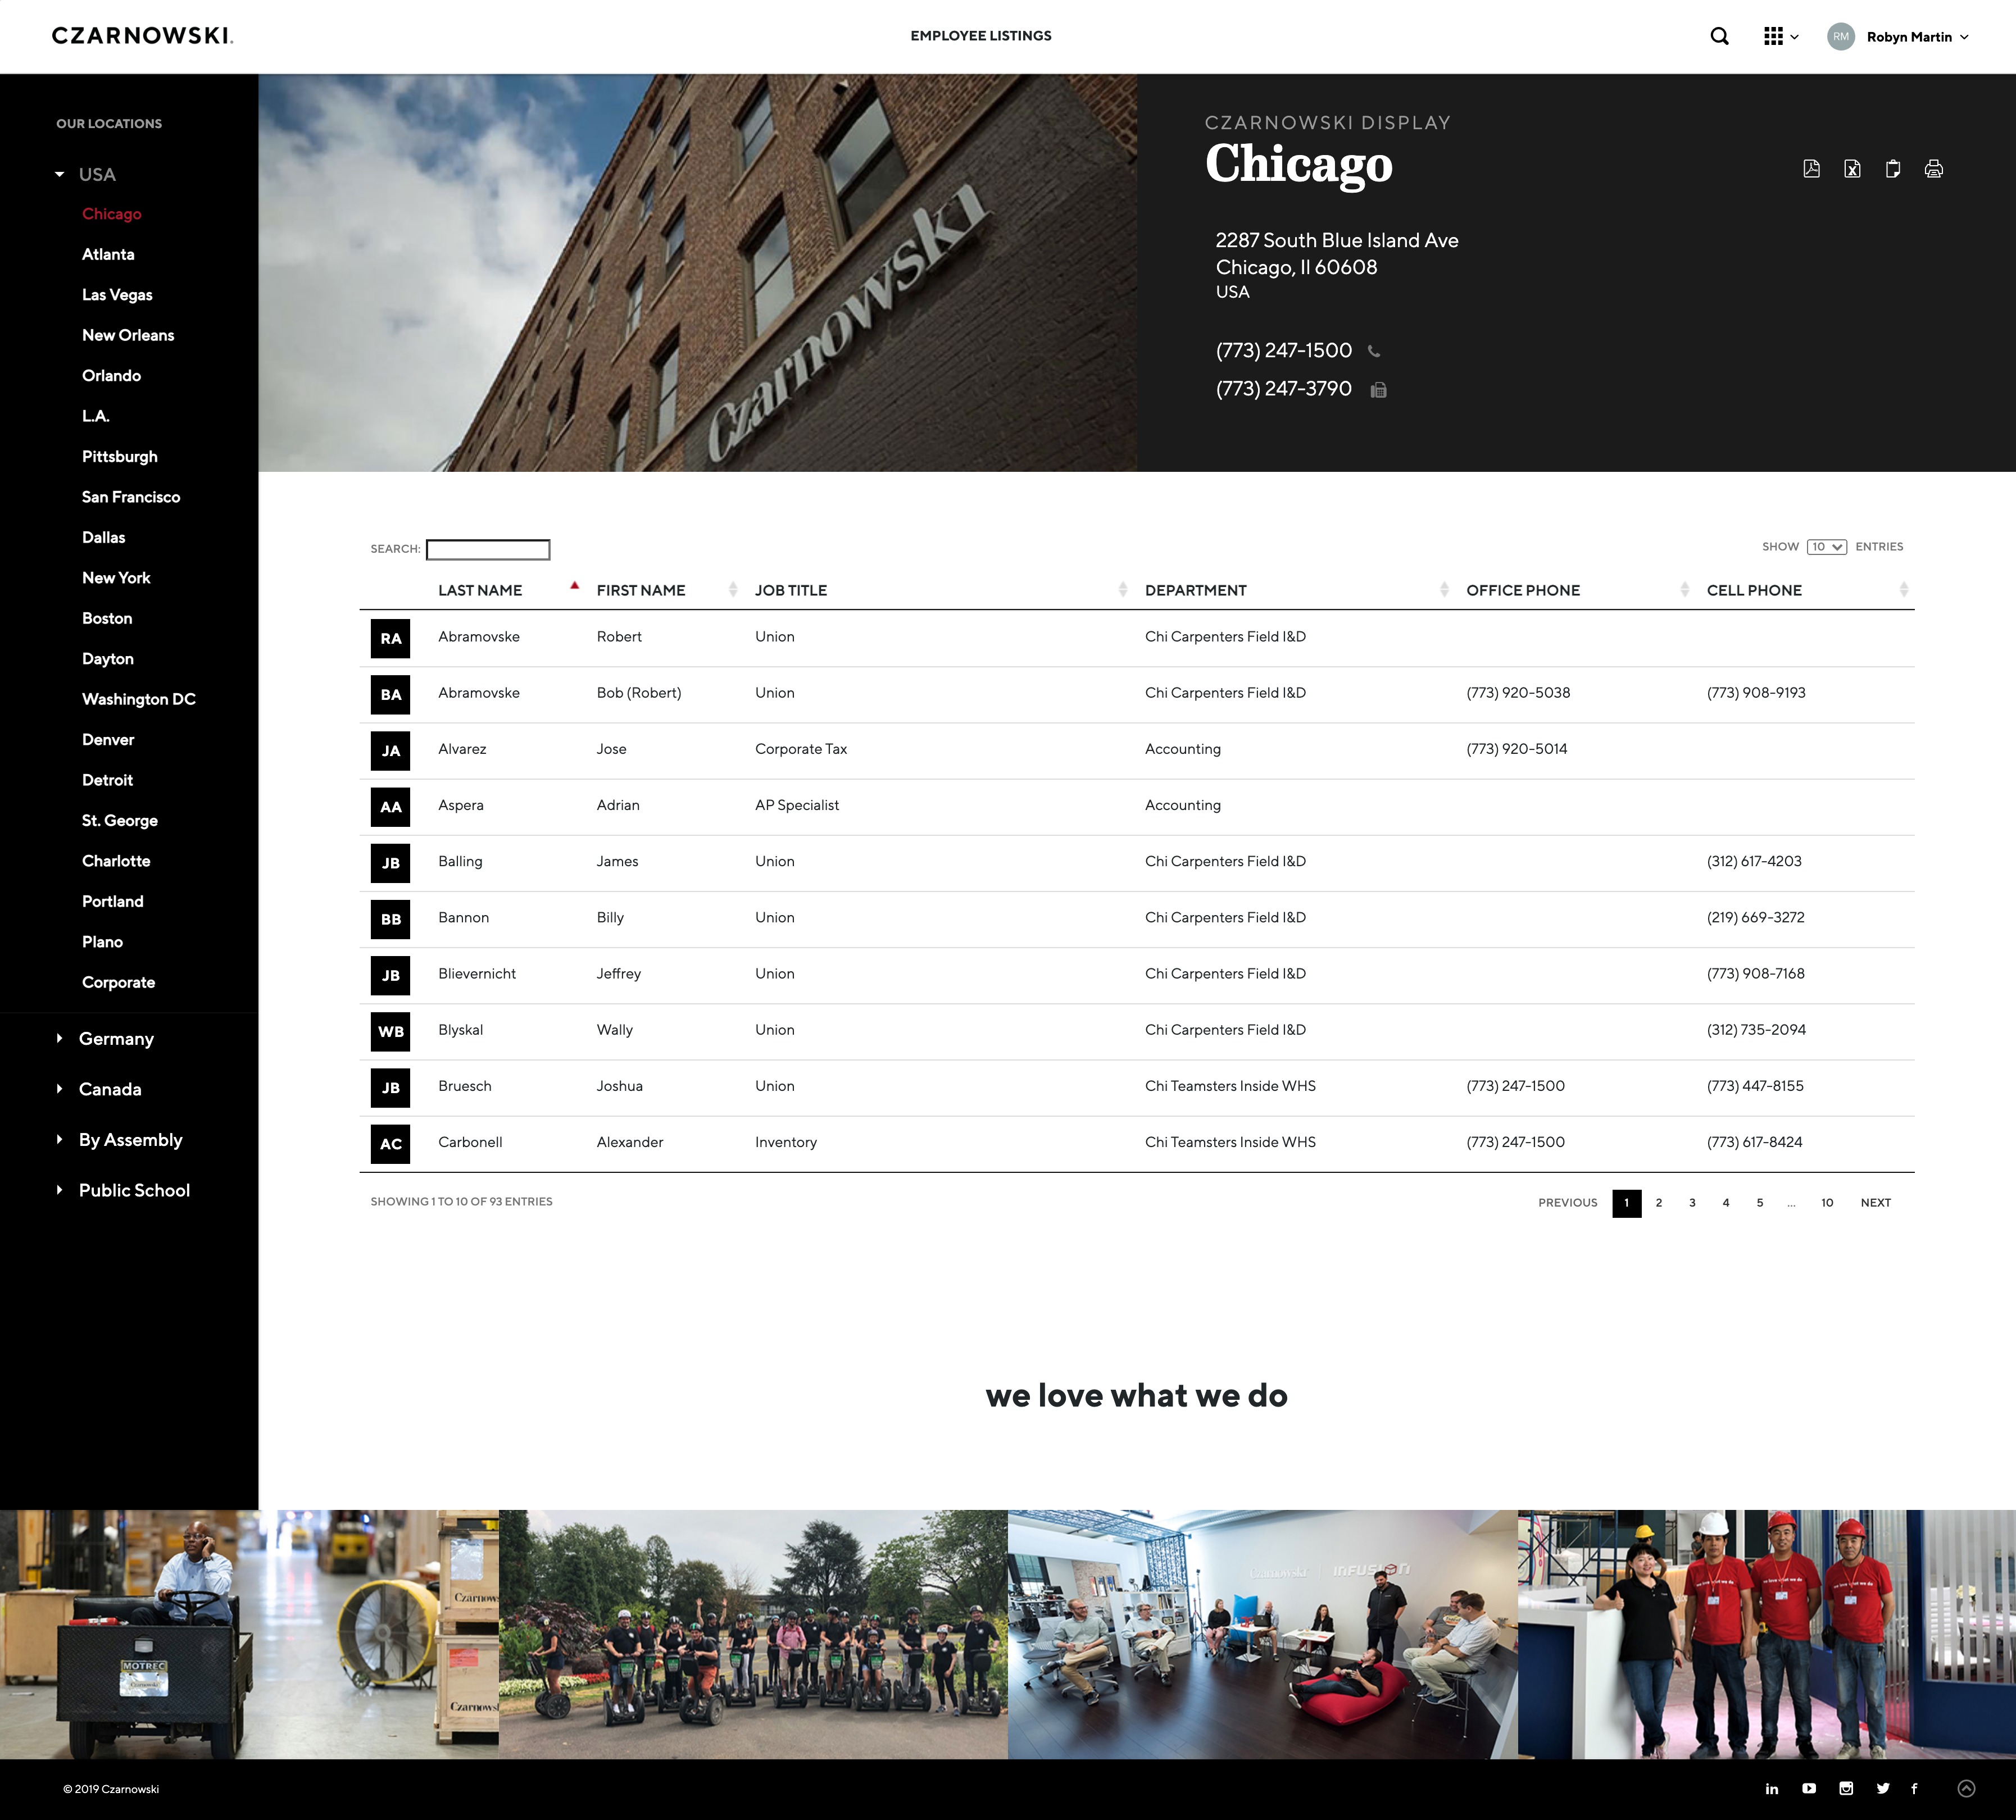 CZARNOWSKI.
EMPLOYEE LISTINGS
RM Robyn Martin
OUR LOCATIONS
USA
Chicago
Atlanta
Las Vegas
New Orleans
Orlando
L.A.
Pittsburgh
San Francisco
Dallas
New York
Boston
Dayton
Washington DC
Denver
Detroit
St. George
Charlotte
Portland
Plano
Corporate
Germany
Canada
By Assembly
Public School
Czarnowski
CZARNOWSKI DISPLAY
Chicago
2287 South Blue Island Ave
Chicago, Il 60608
USA
(773) 247-1500
(773) 247-3790
SEARCH:
SHOW 10 ENTRIES
LAST NAME FIRST NAME JOB TITLE DEPARTMENT OFFICE PHONE CELL PHONE
RA Abramovske Robert Union Chi Carpenters Field I&D
BA Abramovske Bob (Robert) Union Chi Carpenters Field I&D (773) 920-5038 (773) 908-9193
JA Alvarez Jose Corporate Tax Accounting (773) 920-5014
AA Aspera Adrian AP Specialist Accounting
JB Balling James Union Chi Carpenters Field I&D (312) 617-4203
BB Bannon Billy Union Chi Carpenters Field I&D (219) 669-3272
JB Blievernicht Jeffrey Union Chi Carpenters Field I&D (773) 908-7168
WB Blyskal Wally Union Chi Carpenters Field I&D (312) 735-2094
JB Bruesch Joshua Union Chi Teamsters Inside WHS (773) 247-1500 (773) 447-8155
AC Carbonell Alexander Inventory Chi Teamsters Inside WHS (773) 247-1500 (773) 617-8424
SHOWING 1 TO 10 OF 93 ENTRIES
PREVIOUS 1 2 3 4 5 ... 10 NEXT
we love what we do
MOTREC
Czarnowski
INFUSION
© 2019 Czarnowski